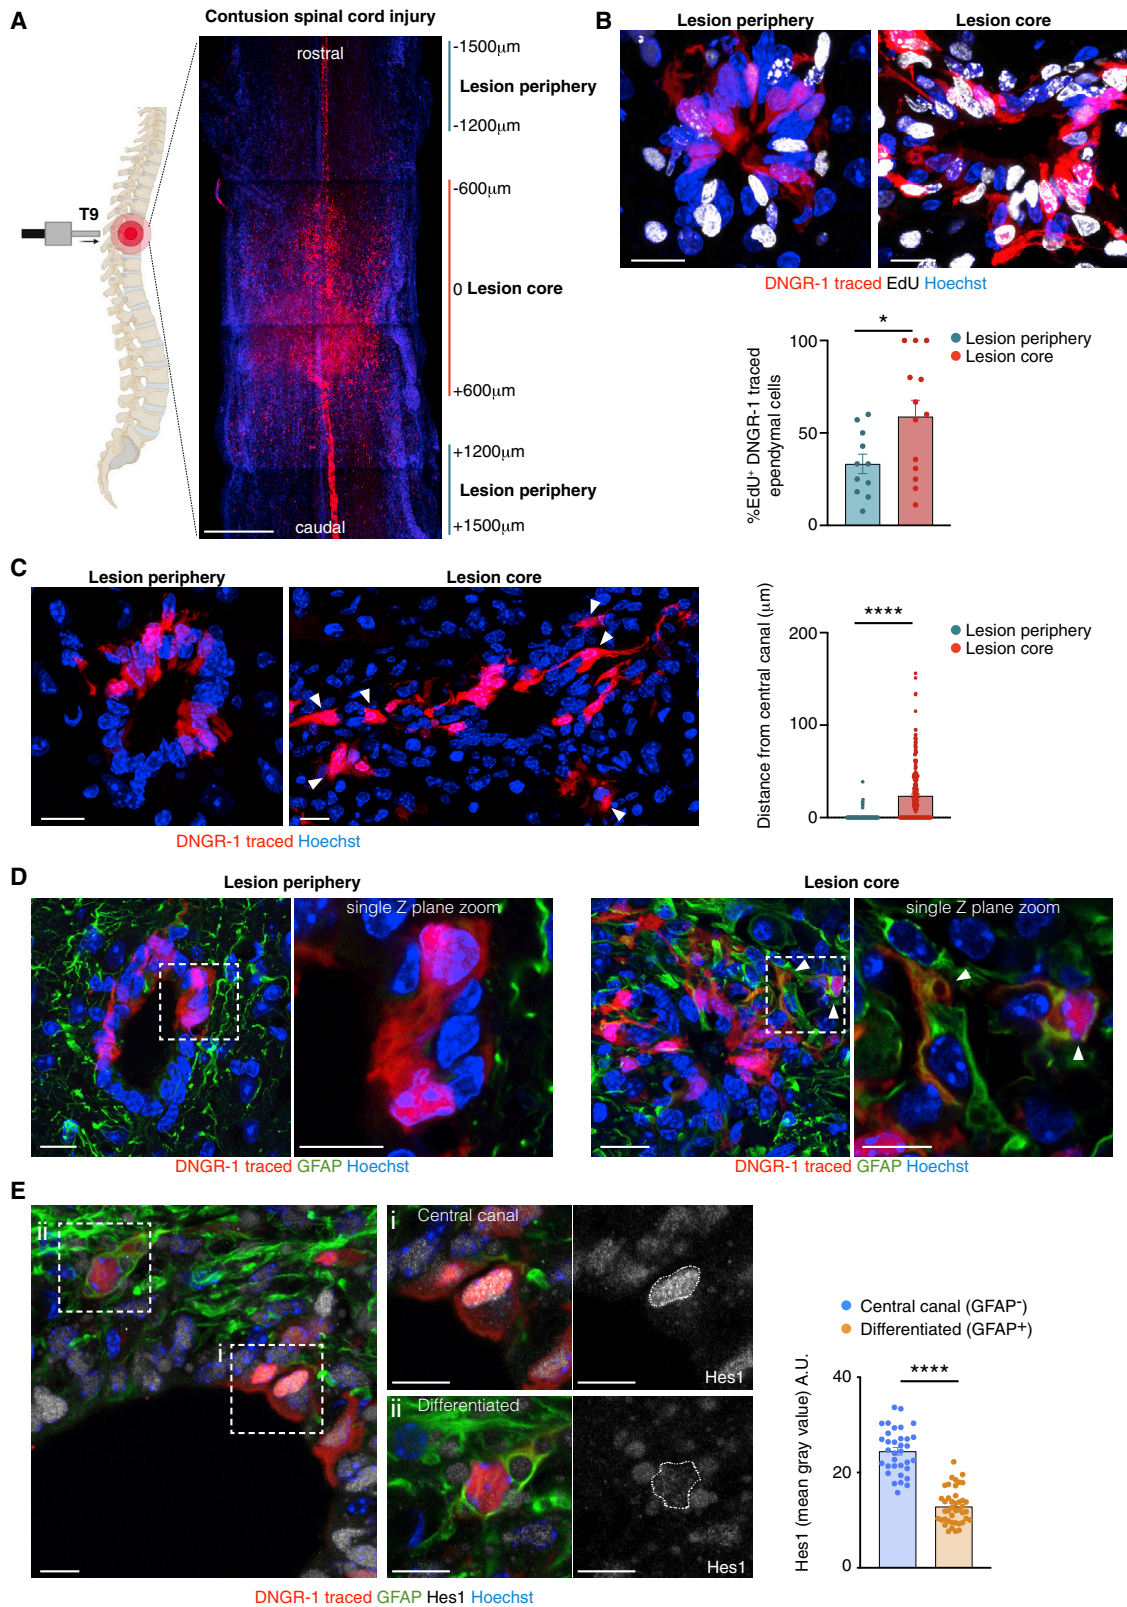 A
Contusion spinal cord injury
T9
rostral
caudal
-1500μm
Lesion periphery
-1200μm
-600μm
0 Lesion core
+600μm
+1200μm
Lesion periphery
+1500μm
B
Lesion periphery
Lesion core
DNGR-1 traced EdU Hoechst
*
Lesion periphery
Lesion core
%EdU⁺ DNGR-1 traced
ependymal cells
100
50
0
C
Lesion periphery
Lesion core
DNGR-1 traced Hoechst
****
Lesion periphery
Lesion core
Distance from central canal (μm)
200
100
0
D
Lesion periphery
single Z plane zoom
DNGR-1 traced GFAP Hoechst
Lesion core
single Z plane zoom
DNGR-1 traced GFAP Hoechst
E
ii
i
i Central canal
Hes1
ii Differentiated
Hes1
DNGR-1 traced GFAP Hes1 Hoechst
Central canal (GFAP⁻)
Differentiated (GFAP⁺)
****
Hes1 (mean gray value) A.U.
40
20
0